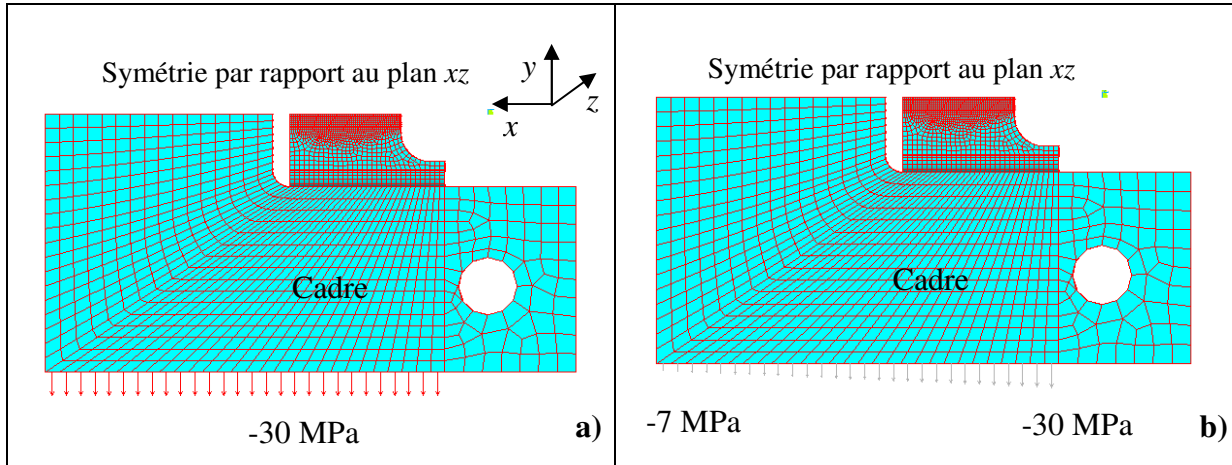 Symétrie par rapport au plan xz
y
x
z
Cadre
-30 MPa
a)
Symétrie par rapport au plan xz
Cadre
-7 MPa
-30 MPa
b)